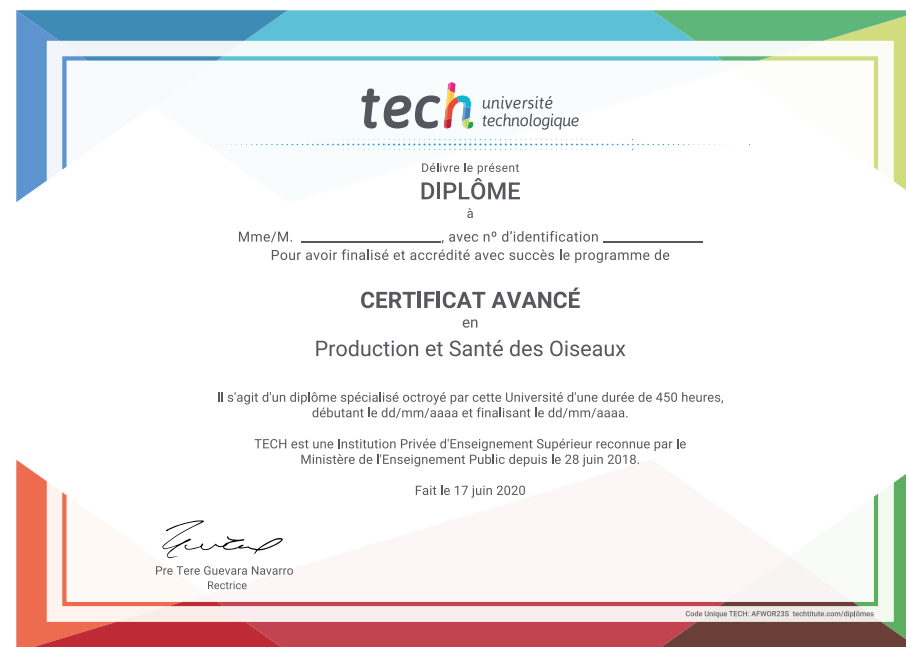 tech université
technologique
Délivre le présent
DIPLÔME
à
Mme/M. ____________________, avec nº d'identification ______________
Pour avoir finalisé et accrédité avec succès le programme de
CERTIFICAT AVANCÉ
en
Production et Santé des Oiseaux
Il s'agit d'un diplôme spécialisé octroyé par cette Université d'une durée de 450 heures,
débutant le dd/mm/aaaa et finalisant le dd/mm/aaaa.
TECH est une Institution Privée d'Enseignement Supérieur reconnue par le
Ministère de l'Enseignement Public depuis le 28 juin 2018.
Fait le 17 juin 2020
Pre Tere Guevara Navarro
Rectrice
Code Unique TECH: AFWOR23S techtitute.com/diplômes